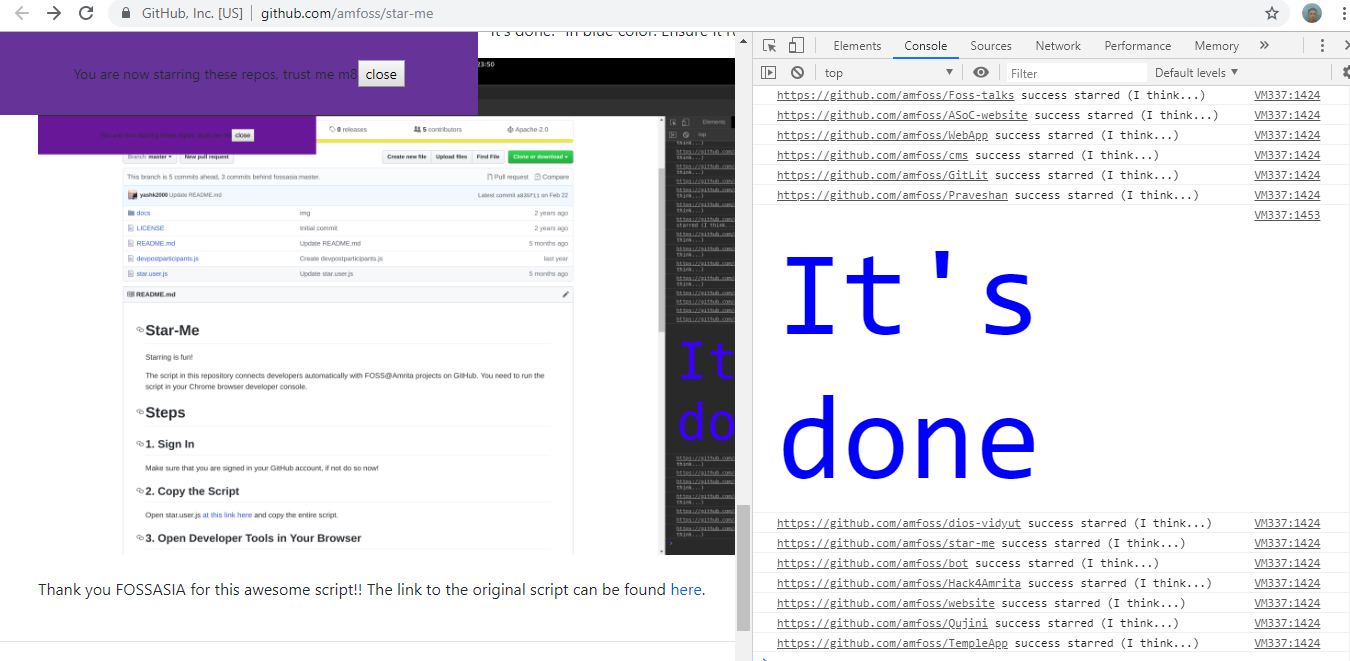 GitHub, Inc. [US] | github.com/amfoss/star-me
It's done." in blue color. Ensure it r
You are now starring these repos, trust me m8 close
23:50
close
0 releases 5 contributors Apache-2.0
Branch: master New pull request Create new file Upload files Find File Clone or download
This branch is 5 commits ahead, 3 commits behind fossasia:master. Pull request Compare
yashk2000 Update README.md Latest commit a835f11 on Feb 22
docs img 2 years ago
LICENSE Initial commit 2 years ago
README.md Update README.md 5 months ago
devpostparticipants.js Create devpostparticipants.js last year
star.user.js Update star.user.js 5 months ago
README.md
Star-Me
Starring is fun!
The script in this repository connects developers automatically with FOSS@Amrita projects on GitHub. You need to run the
script in your Chrome browser developer console.
Steps
1. Sign In
Make sure that you are signed in your GitHub account, if not do so now!
2. Copy the Script
Open star.user.js at this link here and copy the entire script.
3. Open Developer Tools in Your Browser
Elements
top
It
do
Thank you FOSSASIA for this awesome script!! The link to the original script can be found here.
Elements Console Sources Network Performance Memory »
top Filter Default levels
https://github.com/amfoss/Foss-talks success starred (I think...) VM337:1424
https://github.com/amfoss/ASoC-website success starred (I think...) VM337:1424
https://github.com/amfoss/WebApp success starred (I think...) VM337:1424
https://github.com/amfoss/cms success starred (I think...) VM337:1424
https://github.com/amfoss/GitLit success starred (I think...) VM337:1424
https://github.com/amfoss/Praveshan success starred (I think...) VM337:1424
VM337:1453
It's
done
https://github.com/amfoss/dios-vidyut success starred (I think...) VM337:1424
https://github.com/amfoss/star-me success starred (I think...) VM337:1424
https://github.com/amfoss/bot success starred (I think...) VM337:1424
https://github.com/amfoss/Hack4Amrita success starred (I think...) VM337:1424
https://github.com/amfoss/website success starred (I think...) VM337:1424
https://github.com/amfoss/Qujini success starred (I think...) VM337:1424
https://github.com/amfoss/TempleApp success starred (I think...) VM337:1424